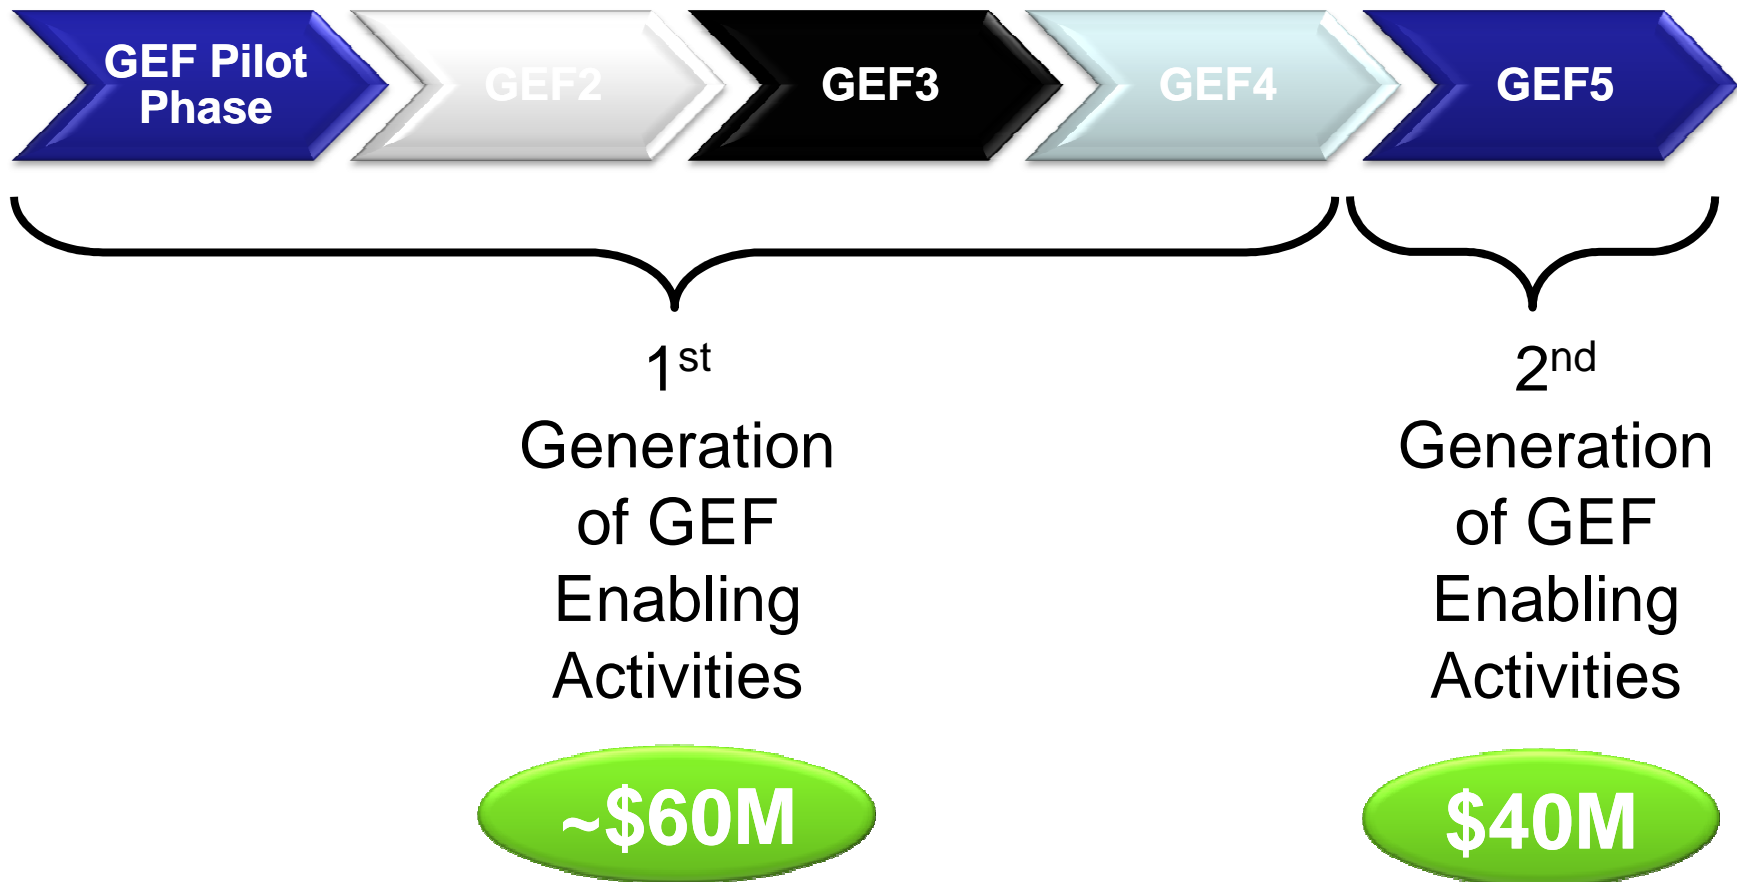 GEF Pilot
Phase
GEF2
GEF3
GEF4
GEF5
1st
Generation
of GEF
Enabling
Activities
~$60M
2nd
Generation
of GEF
Enabling
Activities
$40M